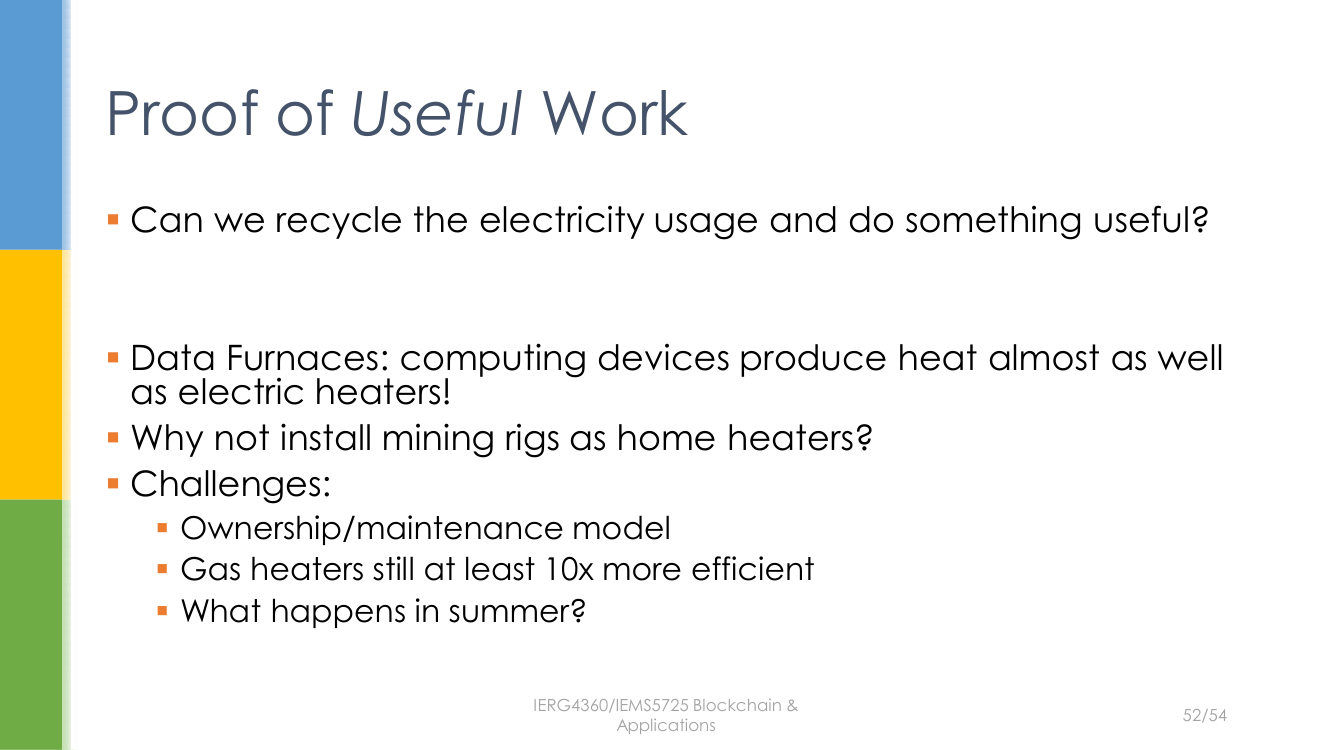 Proof of Useful Work
▪ Can we recycle the electricity usage and do something useful?
▪ Data Furnaces: computing devices produce heat almost as well
as electric heaters!
▪ Why not install mining rigs as home heaters?
▪ Challenges:
▪ Ownership/maintenance model
▪ Gas heaters still at least 10x more efficient
▪ What happens in summer?
IERG4360/IEMS5725 Blockchain &
Applications
52/54